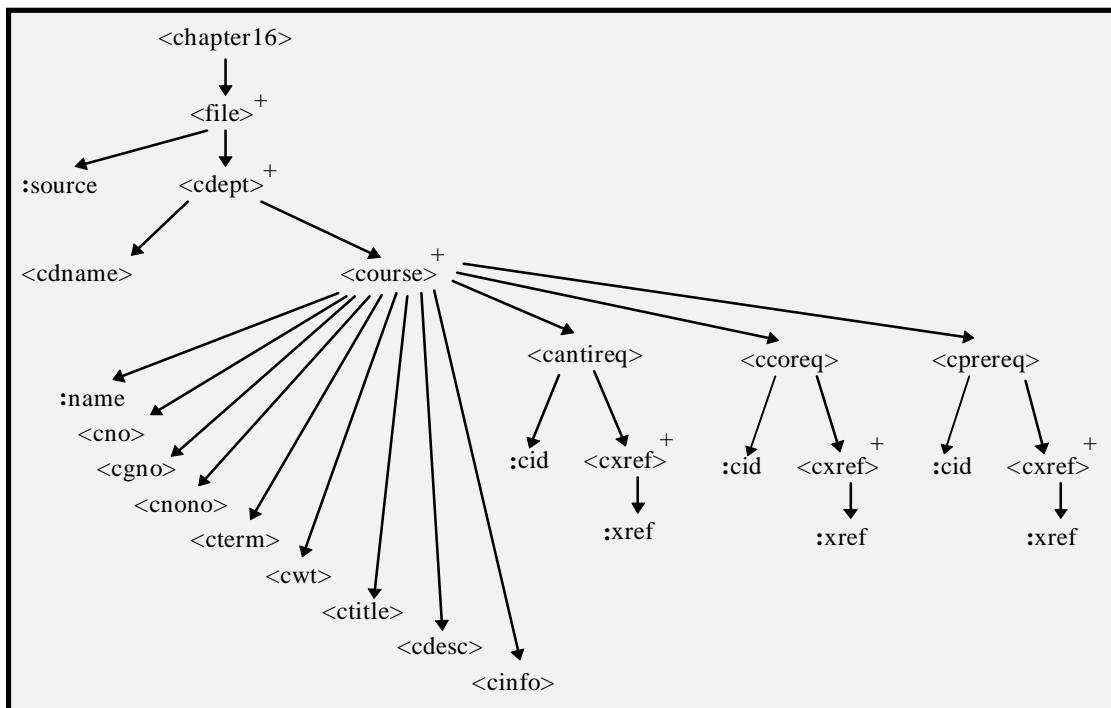 <chapter16>
<file>+
:source
<cdept>+
<cdname>
<course>+
<cantireq>
<ccoreq>
<cprereq>
:name
<cno>
<cgno>
<cnono>
<cterm>
<cwt>
<ctitle>
<cdesc>
<cinfo>
:cid
<cxref>+
:xref
:cid
<cxref>+
:xref
:cid
<cxref>+
:xref